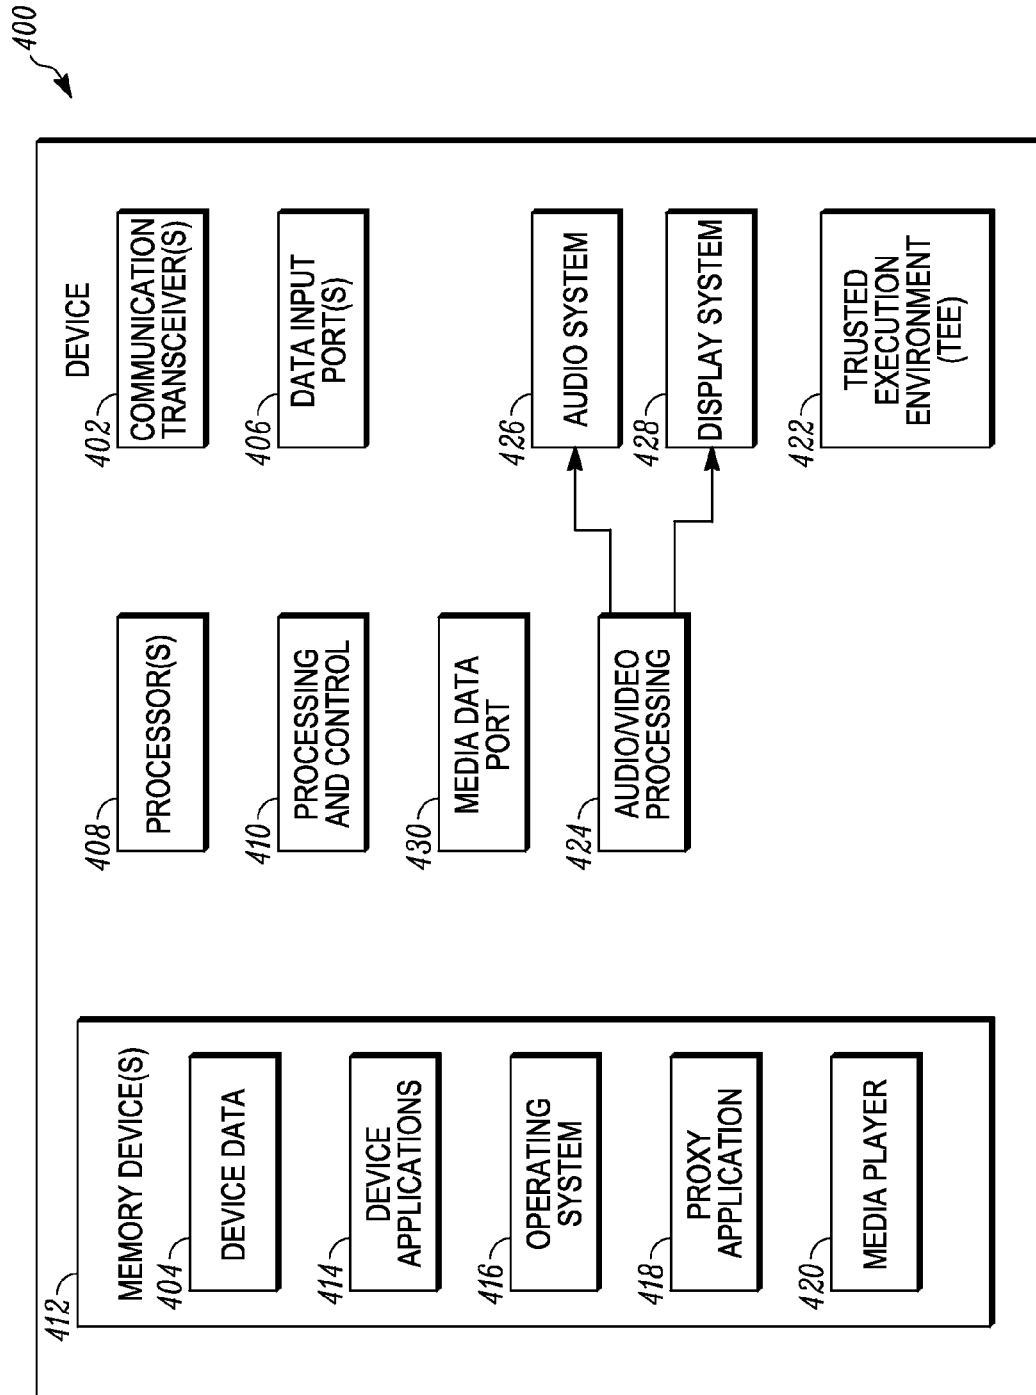 400
DEVICE
402
COMMUNICATION
TRANSCEIVER(S)
406
DATA INPUT
PORT(S)
426
AUDIO SYSTEM
428
DISPLAY SYSTEM
422
TRUSTED
EXECUTION
ENVIRONMENT
(TEE)
408
PROCESSOR(S)
410
PROCESSING
AND CONTROL
430
MEDIA DATA
PORT
424
AUDIO/VIDEO
PROCESSING
412
MEMORY DEVICE(S)
404
DEVICE DATA
414
DEVICE
APPLICATIONS
416
OPERATING
SYSTEM
418
PROXY
APPLICATION
420
MEDIA PLAYER